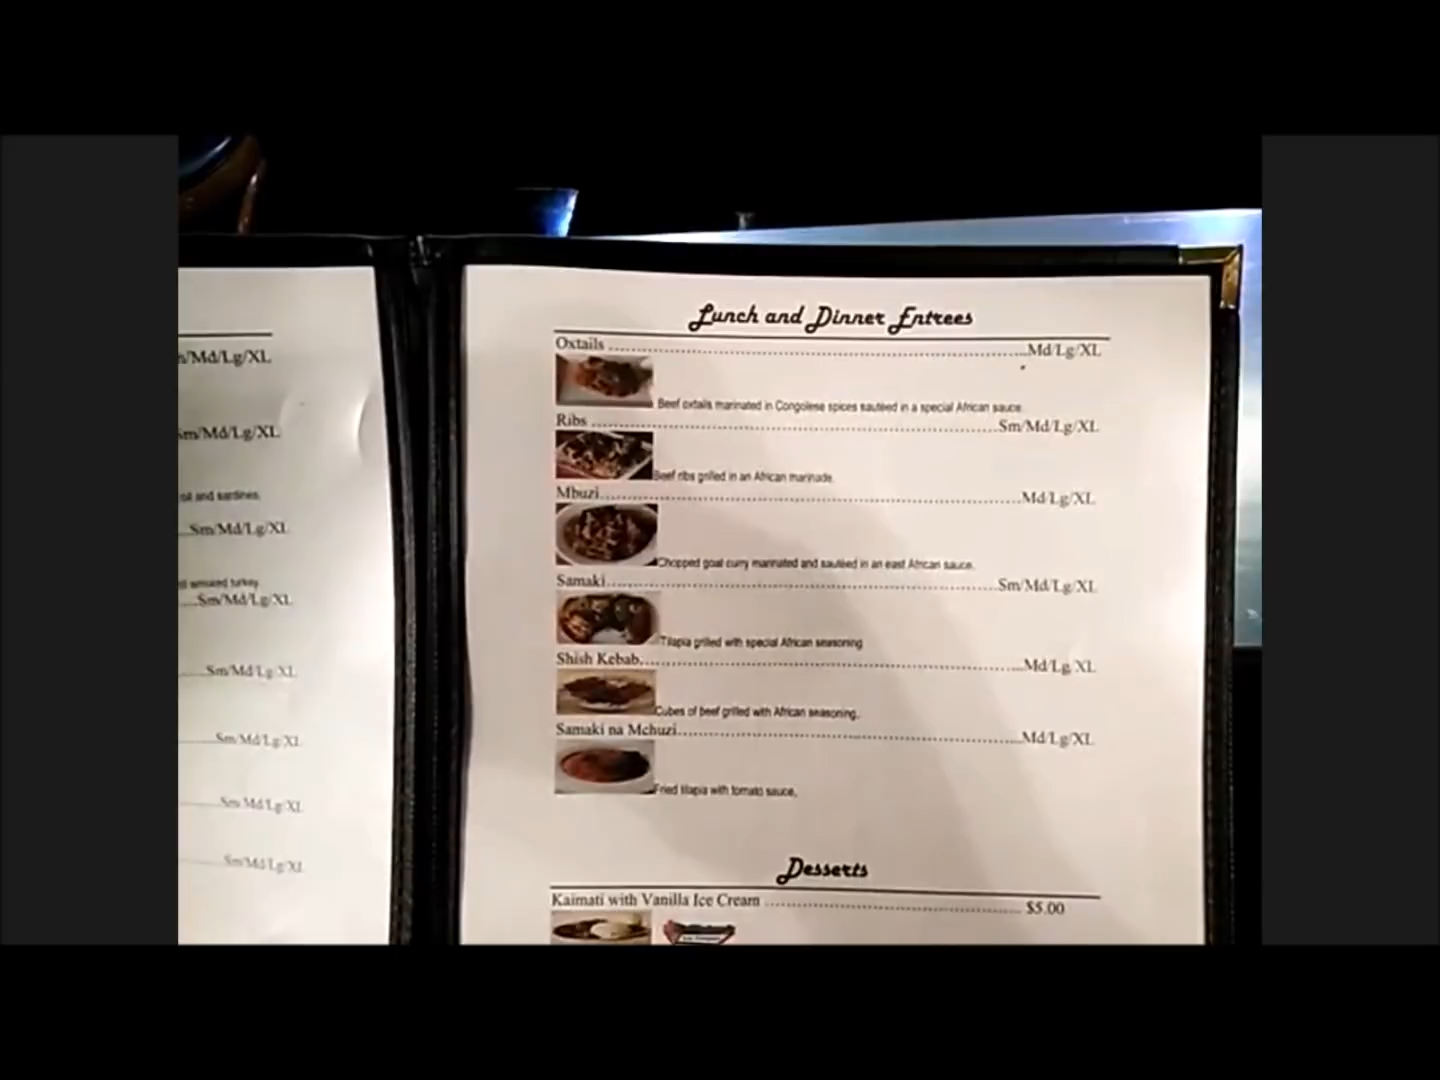 /Md/Lg/XL
Sm/Md/Lg/XL
oil and sardines.
Sm/Md/Lg/XL
smoked turkey.
Sm/Md/Lg/XL
Sm/Md/Lg/XL
Sm/Md/Lg/XL
Sm/Md/Lg/XL
Sm/Md/Lg/XL
Lunch and Dinner Entrees
Oxtails ........ Md/Lg/XL
Beef oxtails marinated in Congolese spices sautéed in a special African sauce.
Ribs ........ Sm/Md/Lg/XL
Beef ribs grilled in an African marinade.
Mbuzi ........ Md/Lg/XL
Chopped goat curry marinated and sautéed in an east African sauce.
Samaki ........ Sm/Md/Lg/XL
Tilapia grilled with special African seasoning
Shish Kebab ........ Md/Lg/XL
Cubes of beef grilled with African seasoning.
Samaki na Mchuzi ........ Md/Lg/XL
Fried tilapia with tomato sauce.
Desserts
Kaimati with Vanilla Ice Cream ........ $5.00